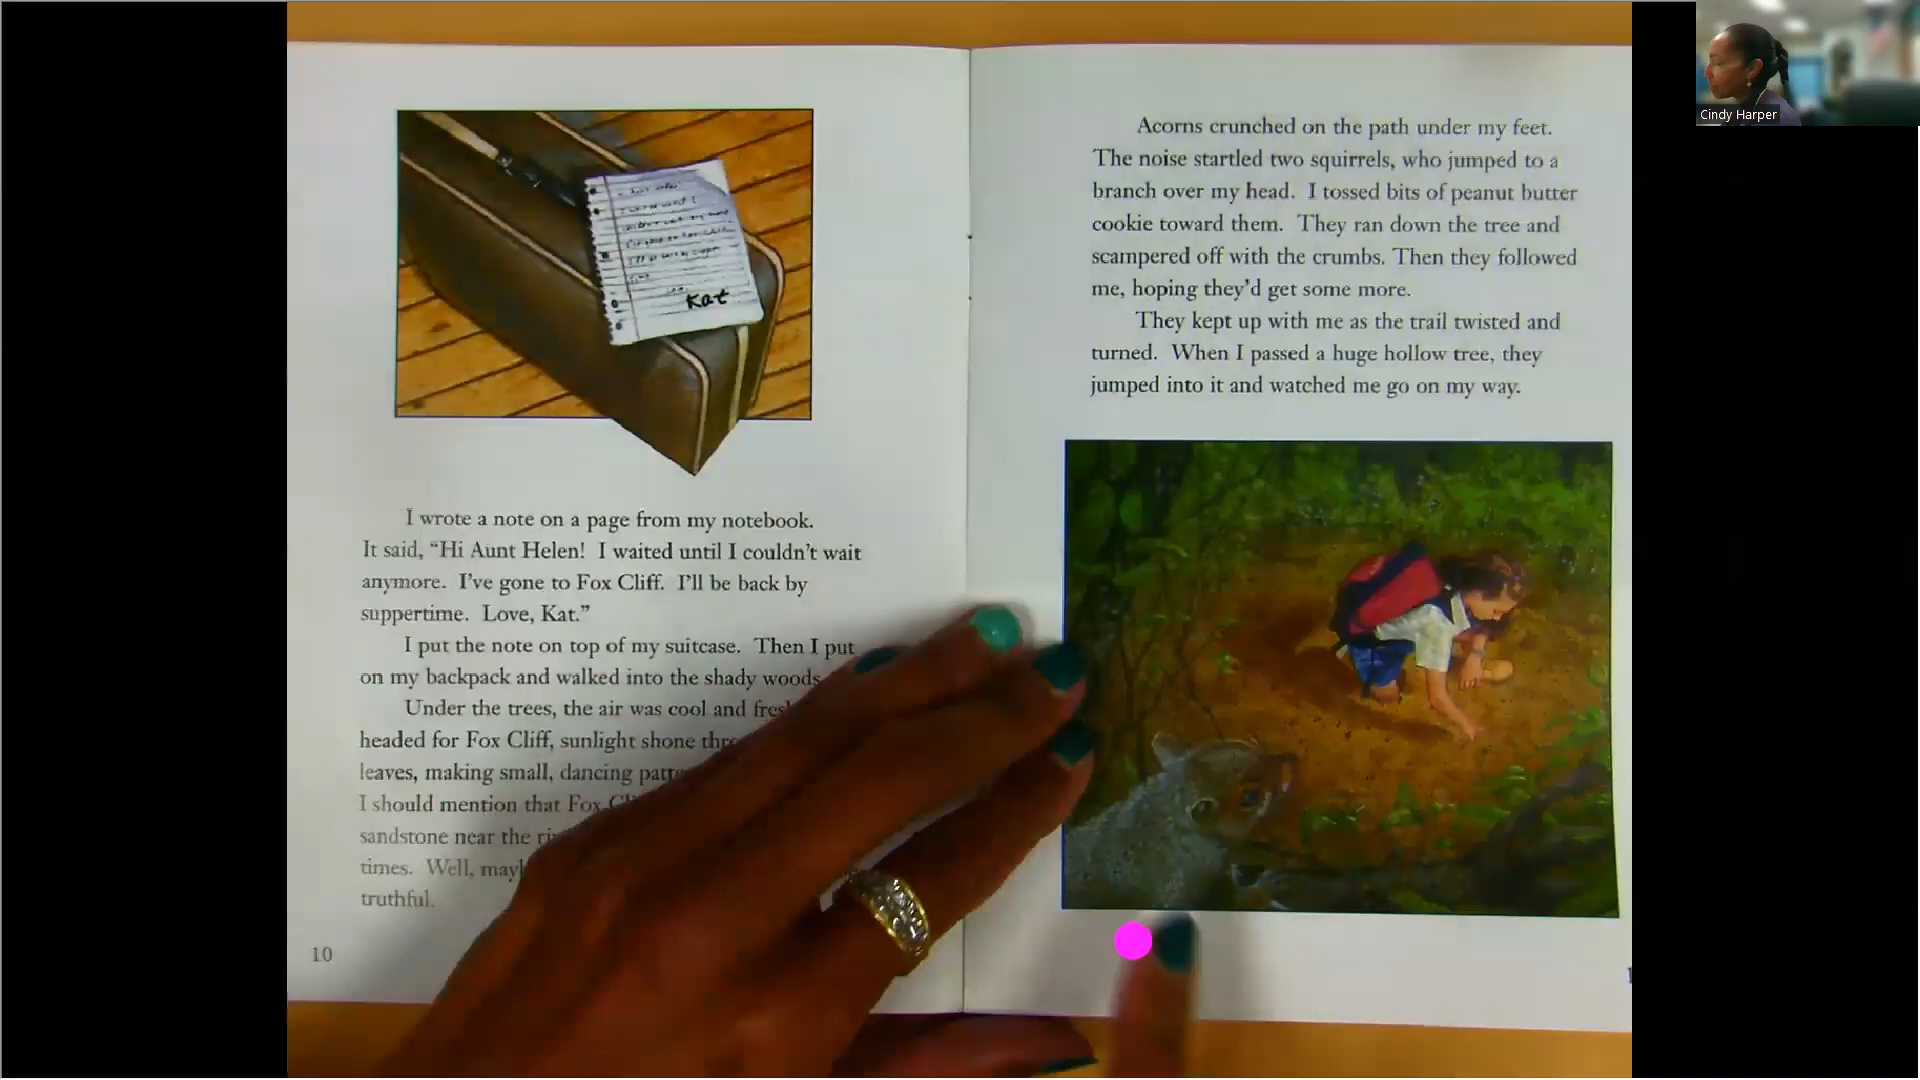 Kat
I wrote a note on a page from my notebook.
It said, “Hi Aunt Helen!  I waited until I couldn’t wait
anymore.  I’ve gone to Fox Cliff.  I’ll be back by
suppertime.  Love, Kat.”
I put the note on top of my suitcase.  Then I put
on my backpack and walked into the shady woods
Under the trees, the air was cool and
headed for Fox Cliff, sunlight shone
leaves, making small, dancing
I should mention that Fox
sandstone near the
times.  Well,
truthful.
10
Acorns crunched on the path under my feet.
The noise startled two squirrels, who jumped to a
branch over my head.  I tossed bits of peanut butter
cookie toward them.  They ran down the tree and
scampered off with the crumbs. Then they followed
me, hoping they’d get some more.
They kept up with me as the trail twisted and
turned.  When I passed a huge hollow tree, they
jumped into it and watched me go on my way.
Cindy Harper